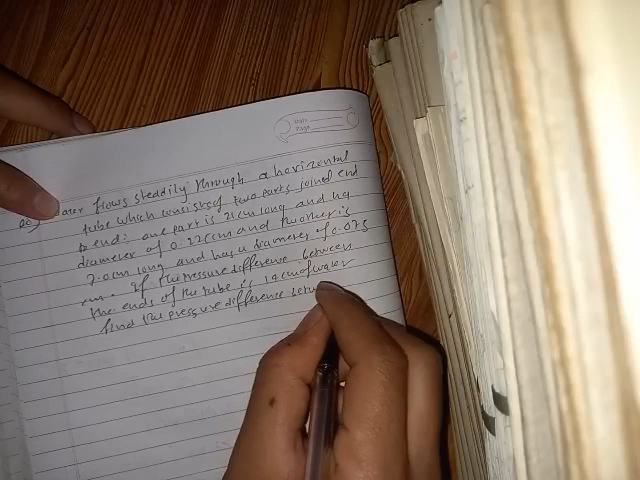 Date
Page
ater flows steadily through a horizontal
tube which consists of two parts joined end
to end: one part is 21cm long and has
diameter of 0.225cm and the other is
7.0cm long and has a diameter of 0.075
cm. If the pressure difference between
the ends of the tube is 14cm of water
find the pressure difference betw